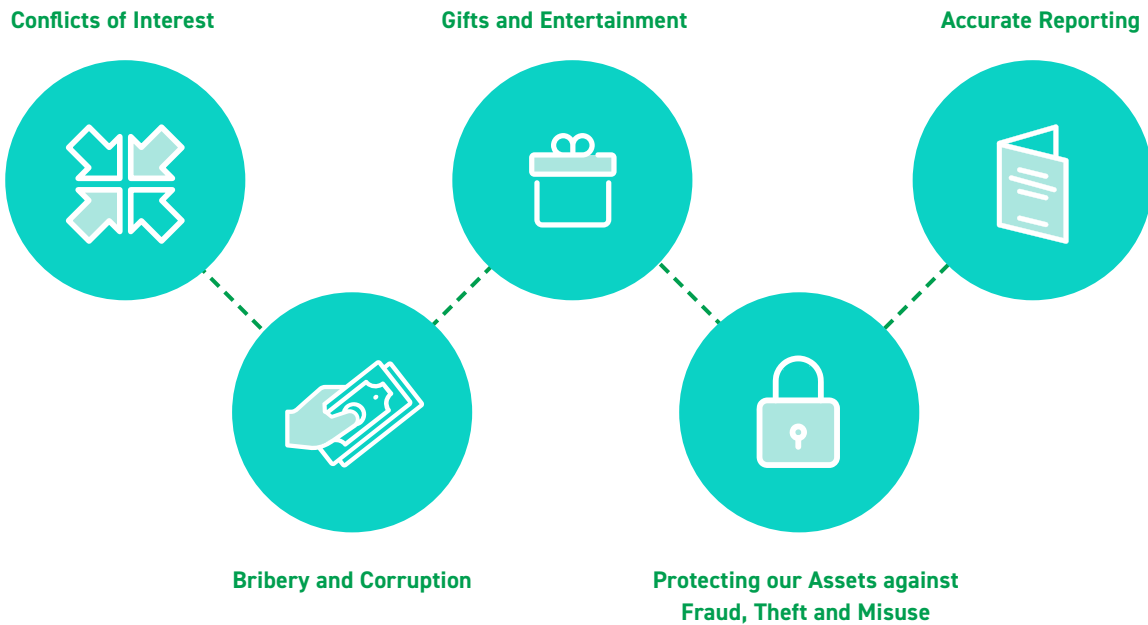 Conflicts of Interest
Gifts and Entertainment
Accurate Reporting
Bribery and Corruption
Protecting our Assets against
Fraud, Theft and Misuse